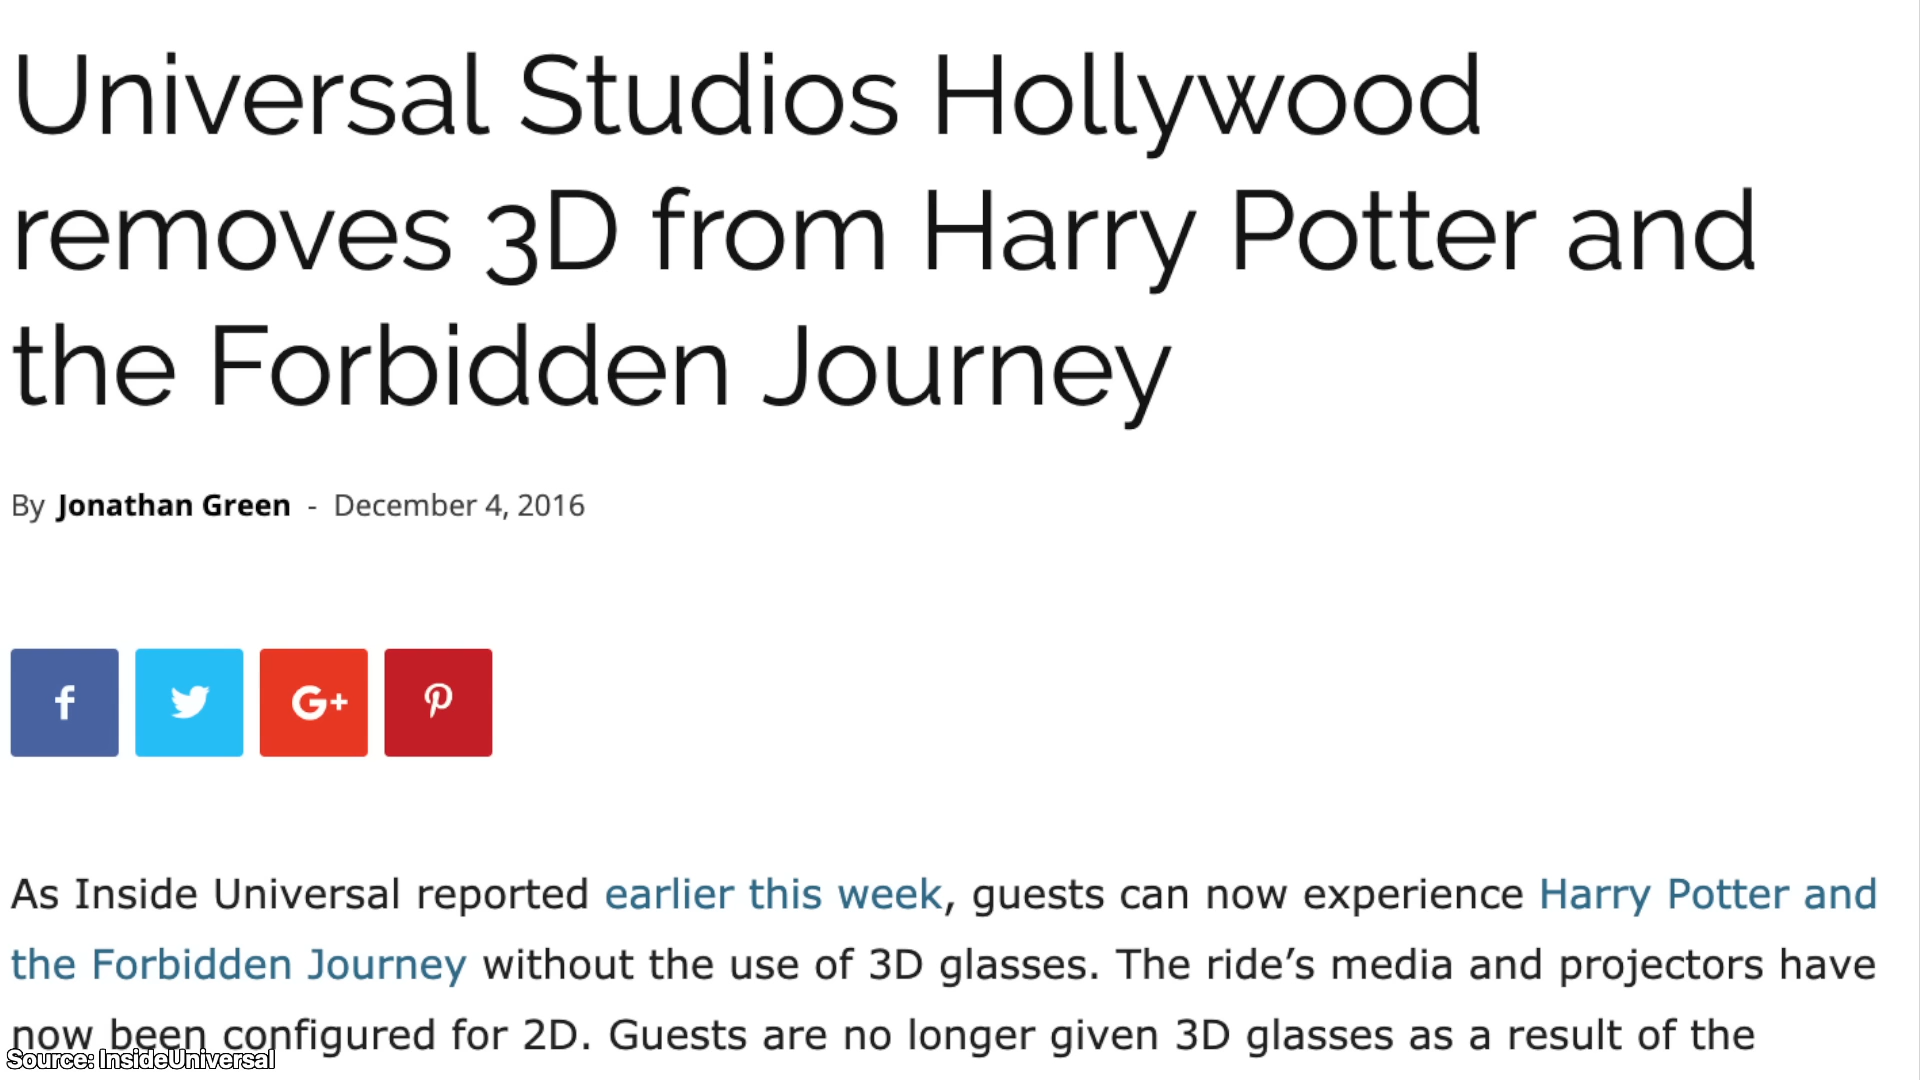 Universal Studios Hollywood
removes 3D from Harry Potter and
the Forbidden Journey
By Jonathan Green - December 4, 2016
f
G+
As Inside Universal reported earlier this week, guests can now experience Harry Potter and
the Forbidden Journey without the use of 3D glasses. The ride’s media and projectors have
now been configured for 2D. Guests are no longer given 3D glasses as a result of the
Source: InsideUniversal